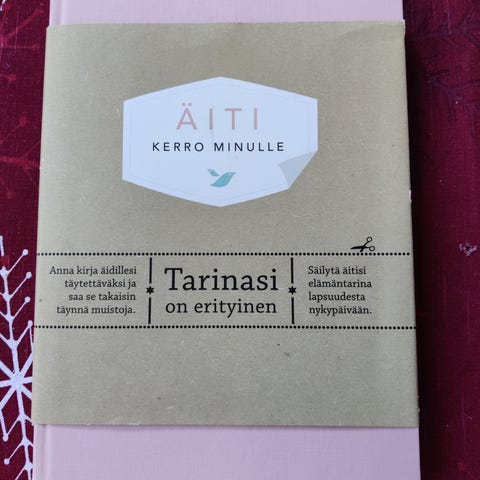 ÄITI
KERRO MINULLE
Anna kirja äidillesi
täytettäväksi ja
saa se takaisin
täynnä muistoja.
Tarinasi
on erityinen
Säilytä äitisi
elämäntarina
lapsuudesta
nykypäivään.